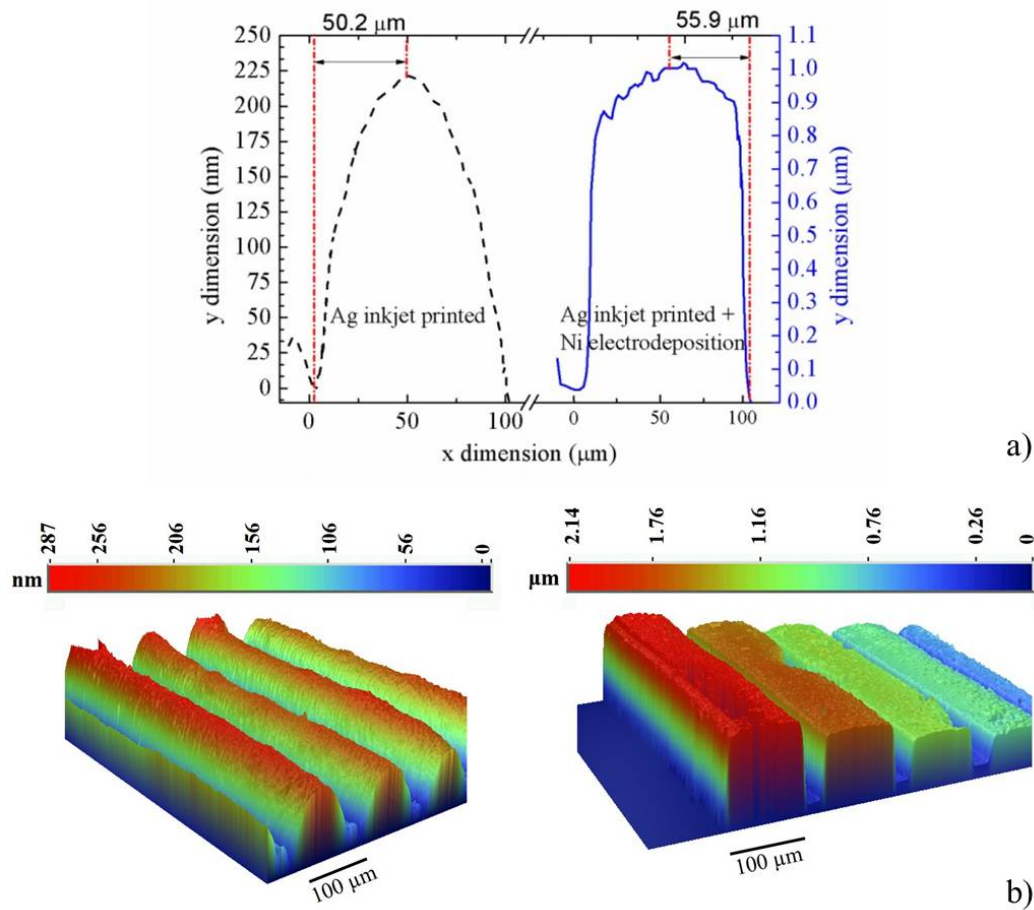 50.2 μm
55.9 μm
250
225
200
175
150
125
100
75
50
25
0
y dimension (nm)
Ag inkjet printed
Ag inkjet printed +
Ni electrodeposition
1.1
1.0
0.9
0.8
0.7
0.6
0.5
0.4
0.3
0.2
0.1
0.0
y dimension (μm)
0 50 100 0 50 100
x dimension (μm)
a)
287 256 206 156 106 56 0
nm
2.14 1.76 1.16 0.76 0.26 0
μm
100 μm
100 μm
b)